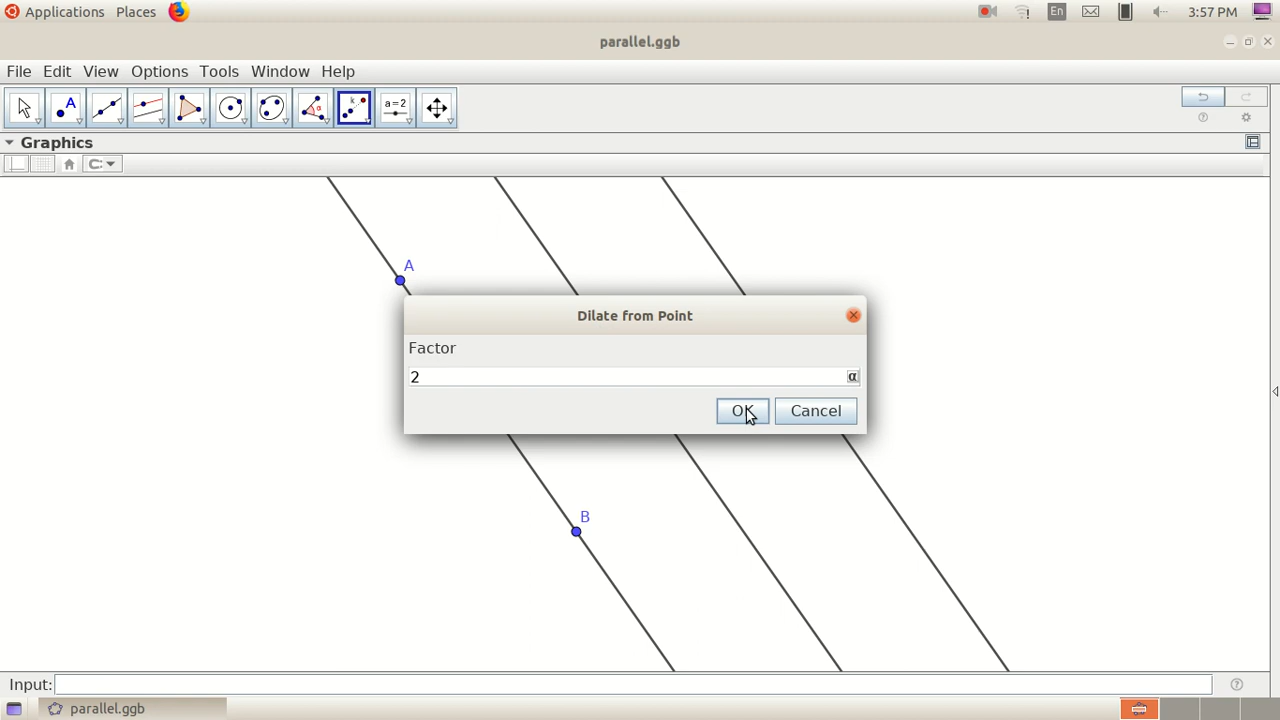 Applications Places En 3:57 PM
parallel.ggb
File Edit View Options Tools Window Help
A k α a=2
Graphics
A
Dilate from Point
Factor
2 α
OK Cancel
B
Input:
parallel.ggb